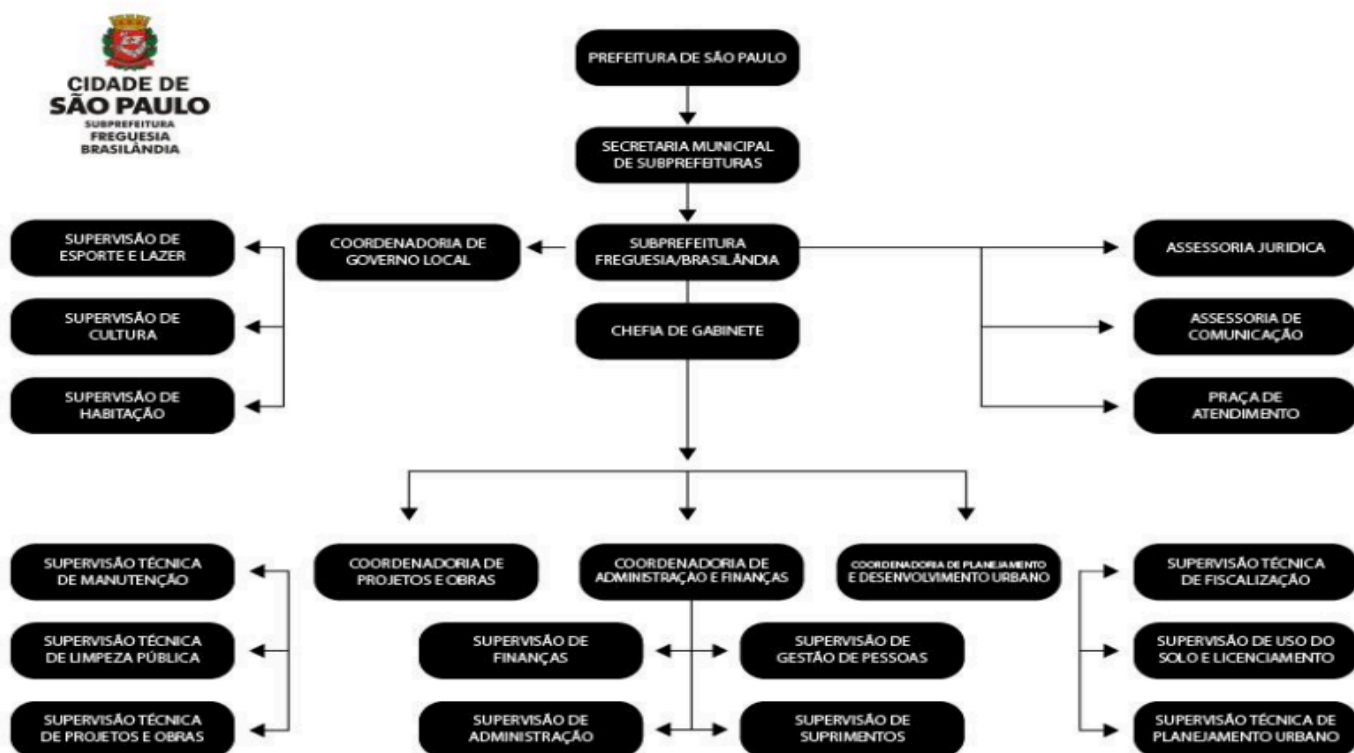 CIDADE DE
SÃO PAULO
SUBPREFEITURA
FREGUESIA
BRASILÂNDIA
PREFEITURA DE SÃO PAULO
SECRETARIA MUNICIPAL
DE SUBPREFEITURAS
SUPERVISÃO DE
ESPORTE E LAZER
COORDENADORIA DE
GOVERNO LOCAL
SUBPREFEITURA
FREGUESIA/BRASILÂNDIA
ASSESSORIA JURIDICA
SUPERVISÃO DE
CULTURA
CHEFIA DE GABINETE
ASSESSORIA DE
COMUNICAÇÃO
SUPERVISÃO DE
HABITAÇÃO
PRAÇA DE
ATENDIMENTO
SUPERVISÃO TÉCNICA
DE MANUTENÇÃO
COORDENADORIA DE
PROJETOS E OBRAS
COORDENADORIA DE
ADMINISTRAÇÃO E FINANÇAS
COORDENADORIA DE PLANEJAMENTO
E DESENVOLVIMENTO URBANO
SUPERVISÃO TÉCNICA
DE FISCALIZAÇÃO
SUPERVISÃO TÉCNICA
DE LIMPEZA PÚBLICA
SUPERVISÃO DE
FINANÇAS
SUPERVISÃO DE
GESTÃO DE PESSOAS
SUPERVISÃO DE USO DO
SOLO E LICENCIAMENTO
SUPERVISÃO TÉCNICA
DE PROJETOS E OBRAS
SUPERVISÃO DE
ADMINISTRAÇÃO
SUPERVISÃO DE
SUPRIMENTOS
SUPERVISÃO TÉCNICA DE
PLANEJAMENTO URBANO